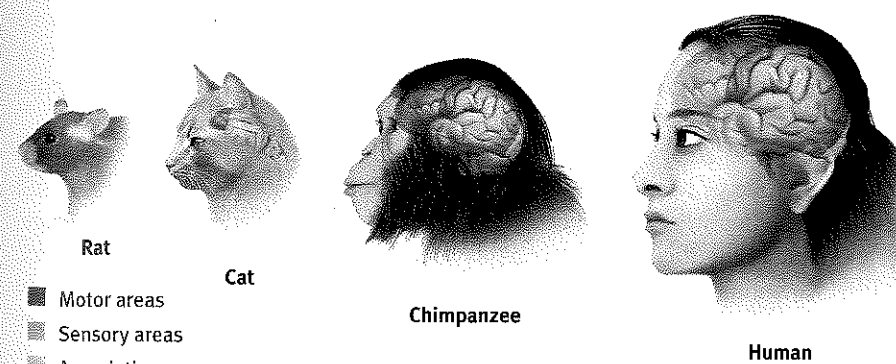 Rat
Cat
Chimpanzee
Human
Motor areas
Sensory areas